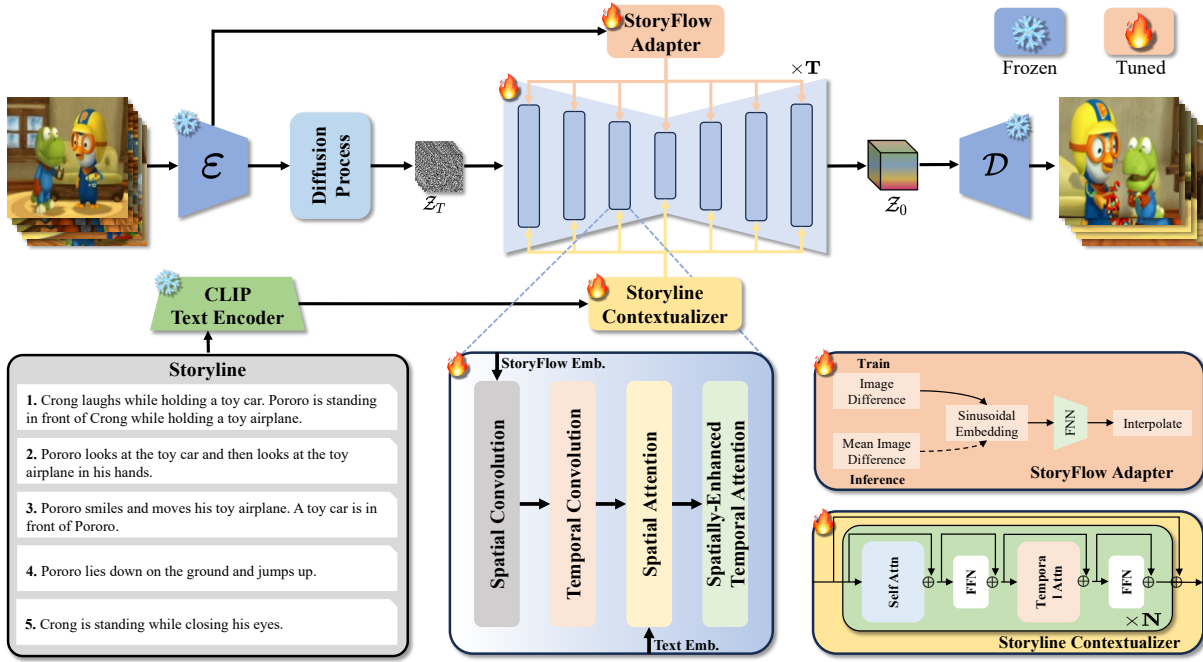 StoryFlow
Adapter
Frozen
Tuned
×T
ℰ
Diffusion
Process
𝒵_T
𝒵_0
𝒟
CLIP
Text Encoder
Storyline
Contextualizer
Storyline
1. Crong laughs while holding a toy car. Pororo is standing
in front of Crong while holding a toy airplane.
2. Pororo looks at the toy car and then looks at the toy
airplane in his hands.
3. Pororo smiles and moves his toy airplane. A toy car is in
front of Pororo.
4. Pororo lies down on the ground and jumps up.
5. Crong is standing while closing his eyes.
StoryFlow Emb.
Spatial Convolution
Temporal Convolution
Spatial Attention
Spatially-Enhanced
Temporal Attention
Text Emb.
Train
Image
Difference
Mean Image
Difference
Inference
Sinusoidal
Embedding
FNN
Interpolate
StoryFlow Adapter
Self Attn
FFN
Tempora
l Attn
FFN
×N
Storyline Contextualizer